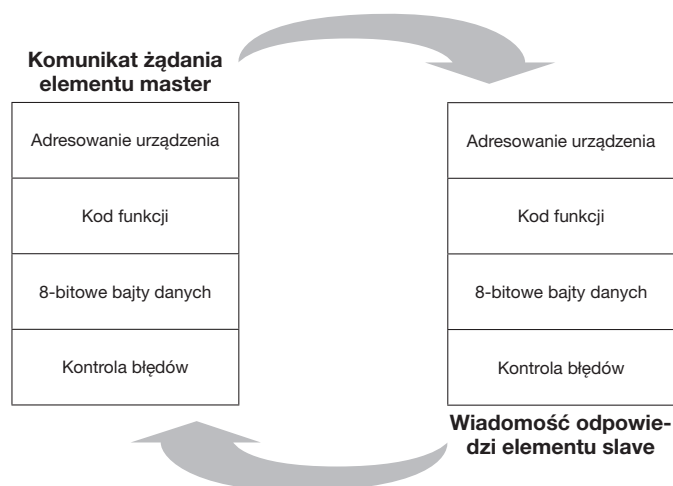 Komunikat żądania
elementu master
Adresowanie urządzenia
Kod funkcji
8-bitowe bajty danych
Kontrola błędów
Adresowanie urządzenia
Kod funkcji
8-bitowe bajty danych
Kontrola błędów
Wiadomość odpowie-
dzi elementu slave